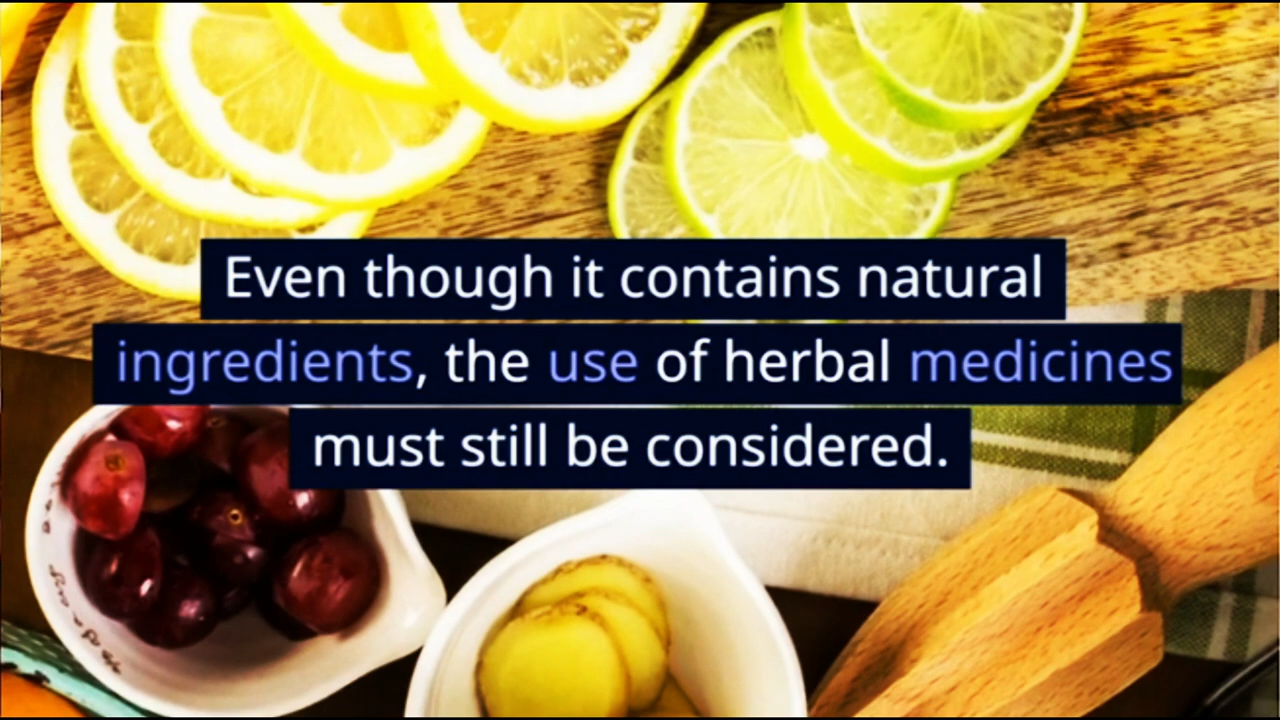 Even though it contains natural
ingredients, the use of herbal medicines
must still be considered.